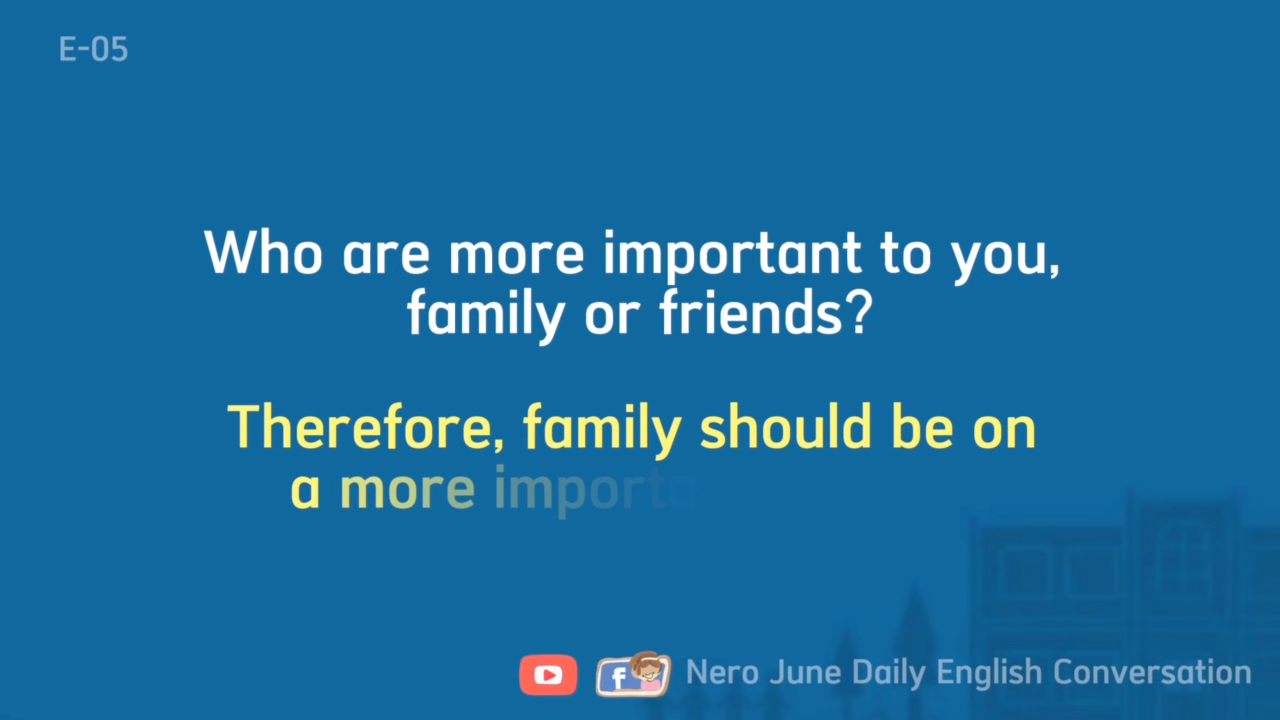 E-05
Who are more important to you,
family or friends?
Therefore, family should be on
a more importa
Nero June Daily English Conversation